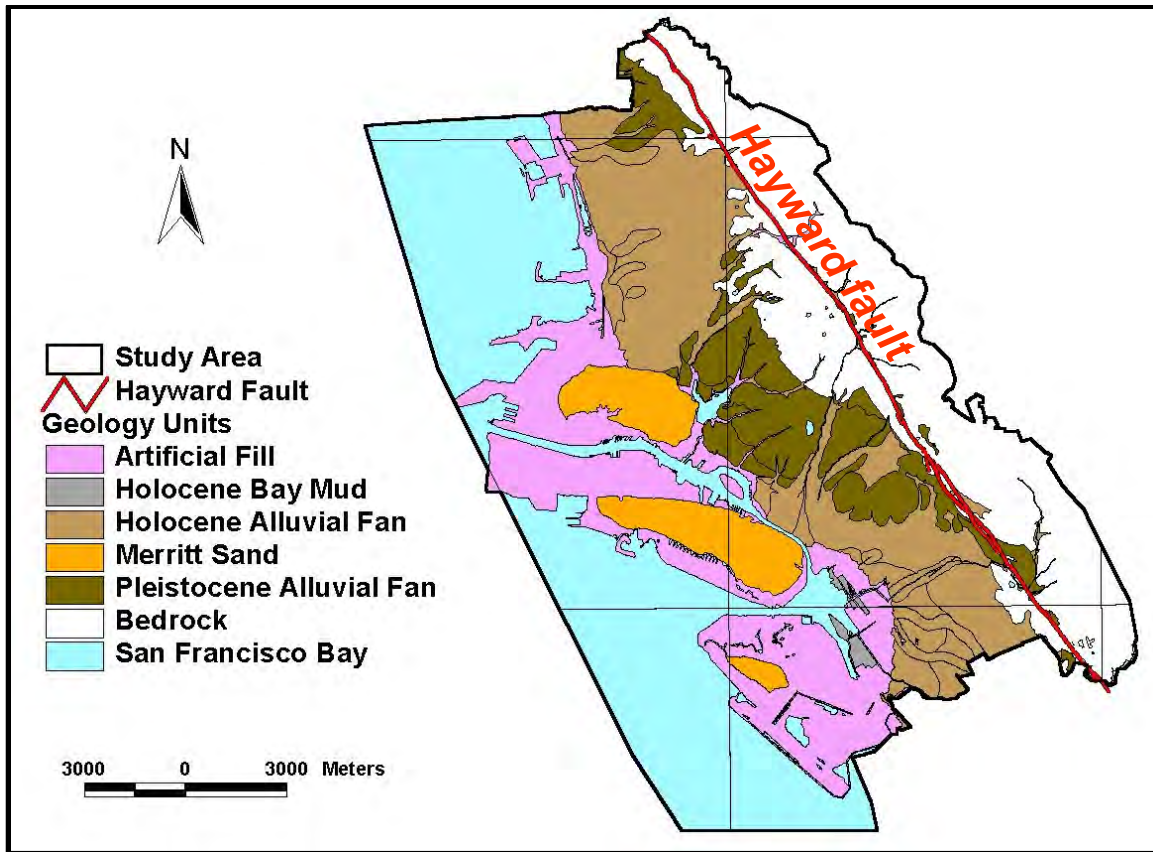 N
Hayward fault
Study Area
Hayward Fault
Geology Units
Artificial Fill
Holocene Bay Mud
Holocene Alluvial Fan
Merritt Sand
Pleistocene Alluvial Fan
Bedrock
San Francisco Bay
3000 0 3000 Meters